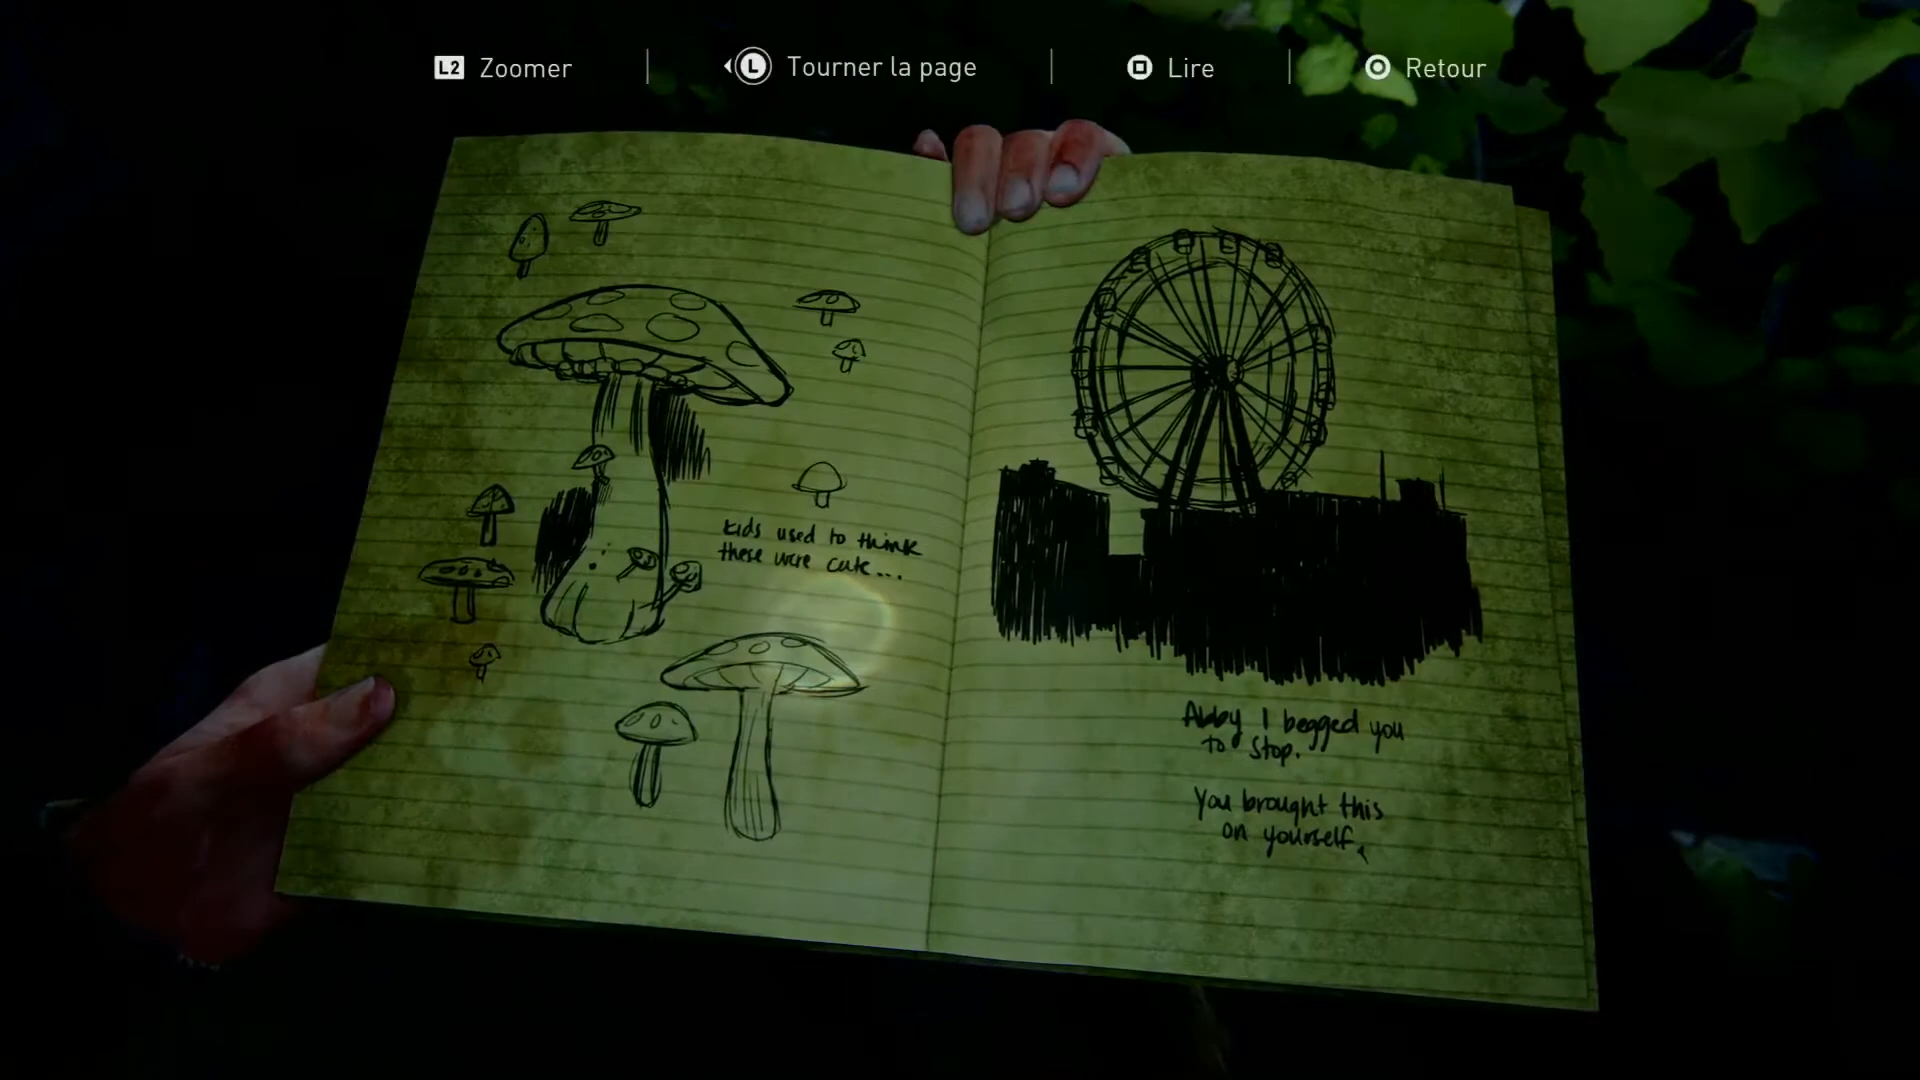 L2 Zoomer
L Tourner la page
Lire
Retour
kids used to think
these were cute...
Abby I begged you
to stop.
You brought this
on yourself.